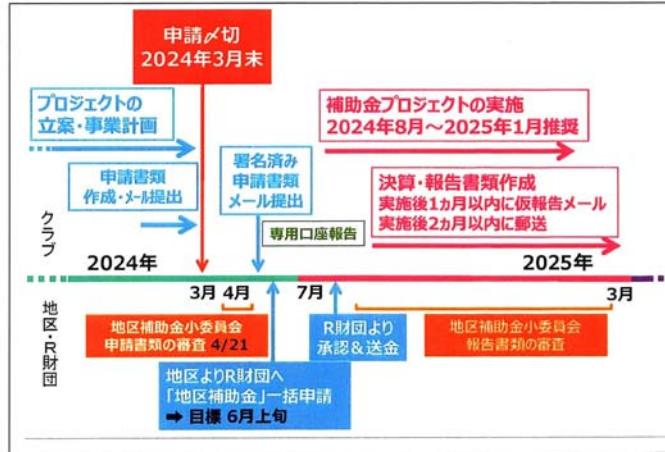 申請〆切
2024年3月末
プロジェクトの
立案・事業計画
補助金プロジェクトの実施
2024年8月～2025年1月推奨
申請書類
作成・メール提出
署名済み
申請書類
メール提出
決算・報告書類作成
実施後1ヵ月以内に仮報告メール
実施後2ヵ月以内に郵送
クラブ
専用口座報告
2024年
2025年
3月
4月
7月
3月
地区・R財団
地区補助金小委員会
申請書類の審査 4/21
R財団より
承認&送金
地区補助金小委員会
報告書類の審査
地区よりR財団へ
「地区補助金」一括申請
➡ 目標 6月上旬